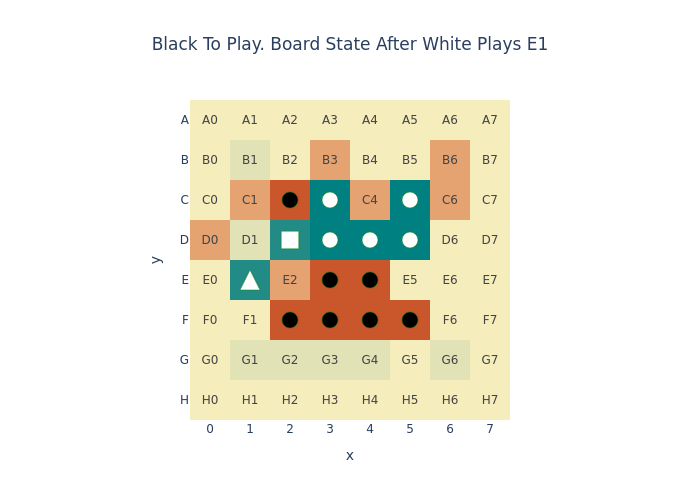 Black To Play. Board State After White Plays E1
A A0 A1 A2 A3 A4 A5 A6 A7
B B0 B1 B2 B3 B4 B5 B6 B7
C C0 C1 C4 C6 C7
D D0 D1 D6 D7
y
E E0 E2 E5 E6 E7
F F0 F1 F6 F7
G G0 G1 G2 G3 G4 G5 G6 G7
H H0 H1 H2 H3 H4 H5 H6 H7
0 1 2 3 4 5 6 7
x